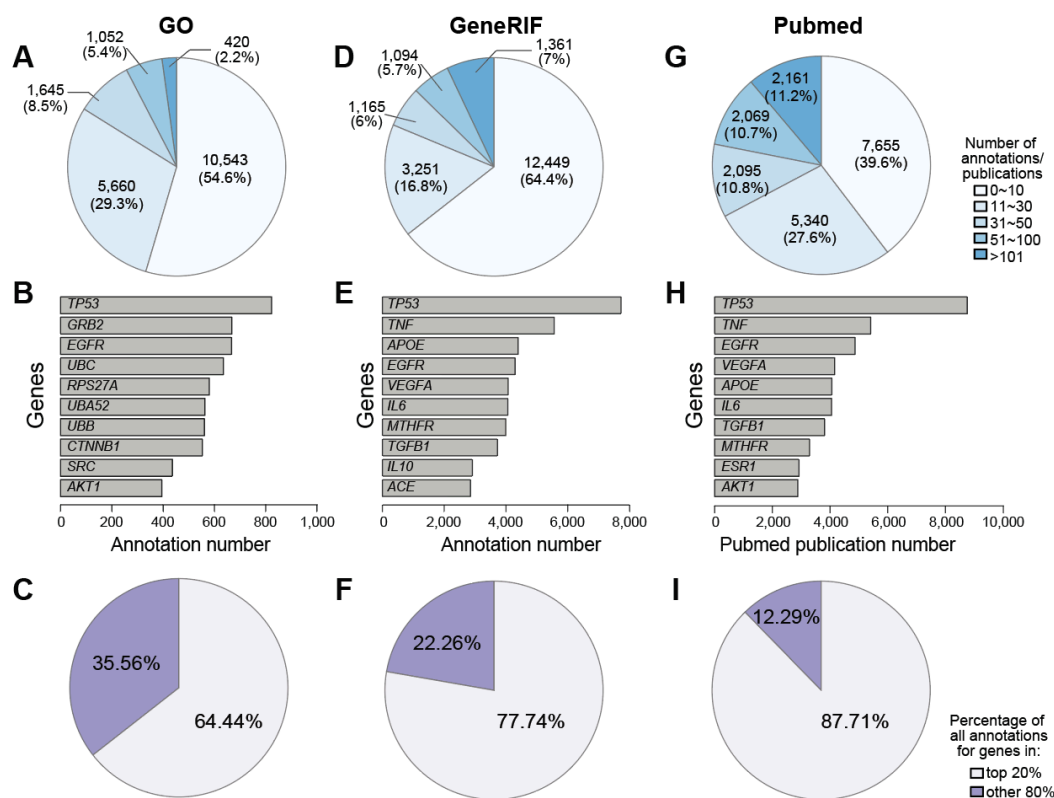 GO
GeneRIF
Pubmed
A
1,052
(5.4%)
420
(2.2%)
1,645
(8.5%)
10,543
(54.6%)
5,660
(29.3%)
D
1,094
(5.7%)
1,361
(7%)
1,165
(6%)
3,251
(16.8%)
12,449
(64.4%)
G
2,161
(11.2%)
2,069
(10.7%)
7,655
(39.6%)
2,095
(10.8%)
5,340
(27.6%)
Number of
annotations/
publications
0~10
11~30
31~50
51~100
>101
B
Genes
TP53
GRB2
EGFR
UBC
RPS27A
UBA52
UBB
CTNNB1
SRC
AKT1
0 200 400 600 800 1,000
Annotation number
E
Genes
TP53
TNF
APOE
EGFR
VEGFA
IL6
MTHFR
TGFB1
IL10
ACE
0 2,000 4,000 6,000 8,000
Annotation number
H
Genes
TP53
TNF
EGFR
VEGFA
APOE
IL6
TGFB1
MTHFR
ESR1
AKT1
0 2,000 4,000 6,000 8,000 10,000
Pubmed publication number
C
35.56%
64.44%
F
22.26%
77.74%
I
12.29%
87.71%
Percentage of
all annotations
for genes in:
top 20%
other 80%